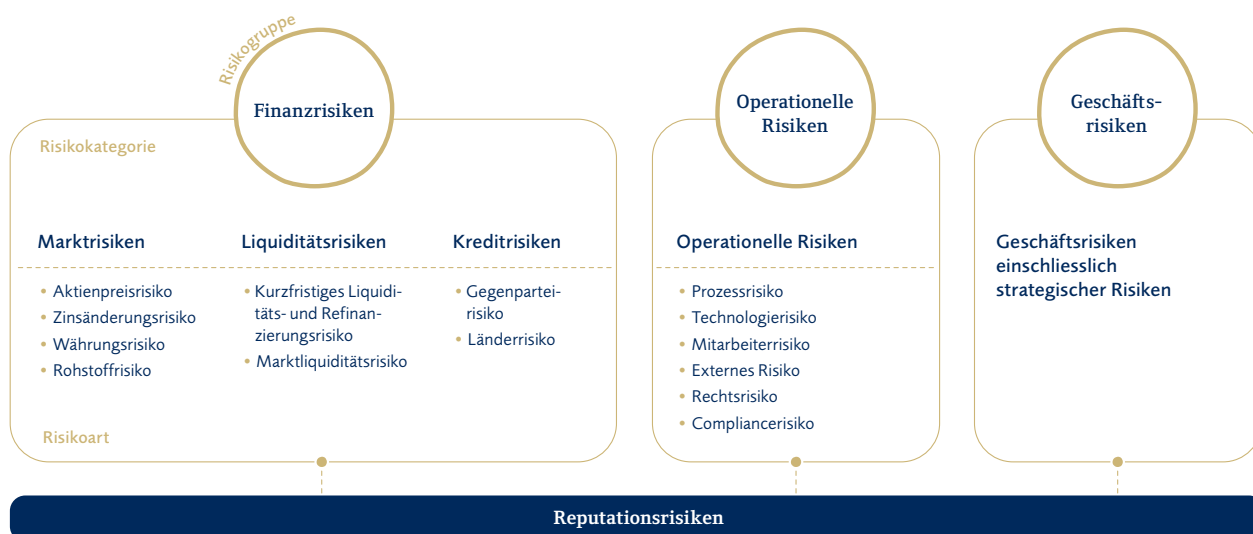 Risikogruppe
Finanzrisiken
Operationelle
Risiken
Geschäfts-
risiken
Risikokategorie
Marktrisiken
Aktienpreisrisiko
Zinsänderungsrisiko
Währungsrisiko
Rohstoffrisiko
Liquiditätsrisiken
Kurzfristiges Liquidi-
täts- und Refinan-
zierungsrisiko
Marktliquiditätsrisiko
Kreditrisiken
Gegenpartei-
risiko
Länderrisiko
Risikoart
Operationelle Risiken
Prozessrisiko
Technologierisiko
Mitarbeiterrisiko
Externes Risiko
Rechtsrisiko
Compliancerisiko
Geschäftsrisiken
einschliesslich
strategischer Risiken
Reputationsrisiken